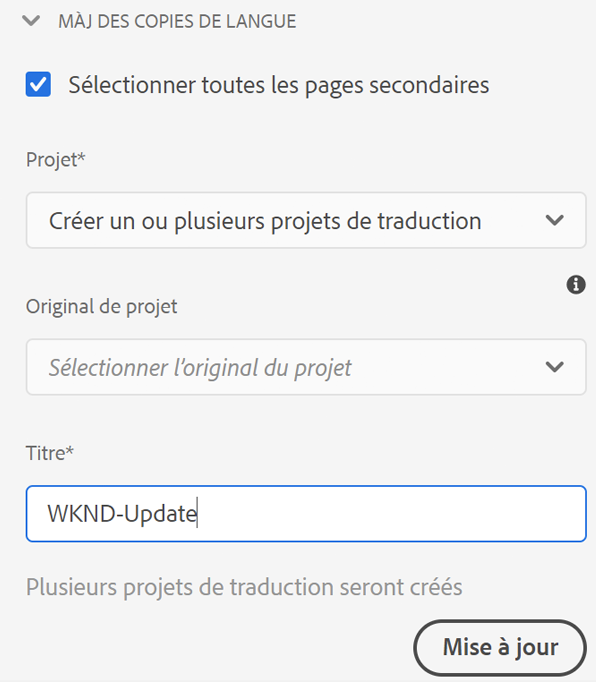 MÀJ DES COPIES DE LANGUE
Sélectionner toutes les pages secondaires
Projet*
Créer un ou plusieurs projets de traduction
Original de projet
Sélectionner l’original du projet
Titre*
WKND-Update
Plusieurs projets de traduction seront créés
Mise à jour